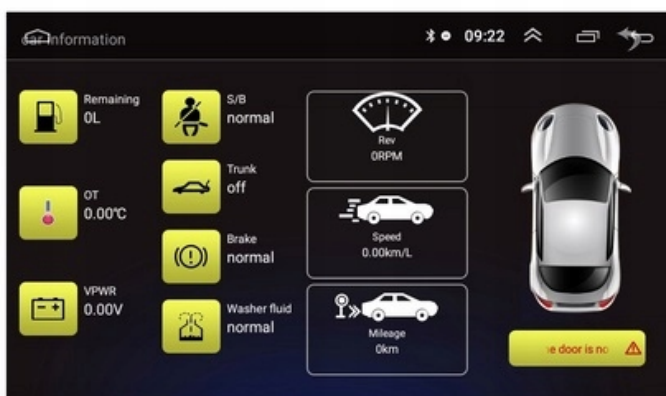 car information
09:22
Remaining
0L
OT
0.00℃
VPWR
0.00V
S/B
normal
Trunk
off
Brake
normal
Washer fluid
normal
Rev
0RPM
Speed
0.00km/L
Mileage
0km
door is